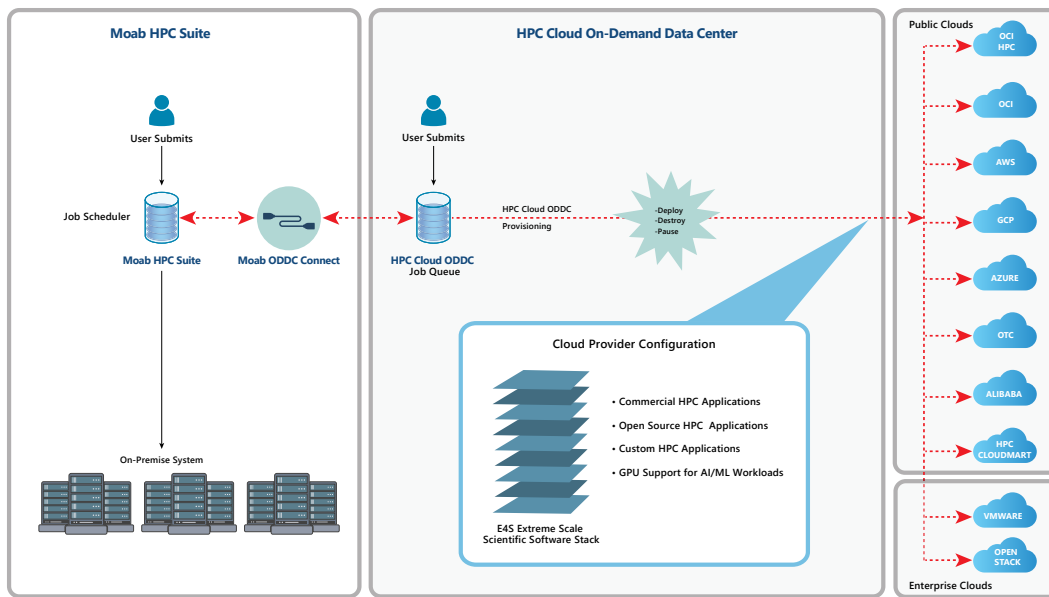 Moab HPC Suite
User Submits
Job Scheduler
Moab HPC Suite
Moab ODDC Connect
On-Premise System
HPC Cloud On-Demand Data Center
User Submits
HPC Cloud ODDC
Job Queue
HPC Cloud ODDC
Provisioning
-Deploy
-Destroy
-Pause
Cloud Provider Configuration
E4S Extreme Scale
Scientific Software Stack
• Commercial HPC Applications
• Open Source HPC Applications
• Custom HPC Applications
• GPU Support for AI/ML Workloads
Public Clouds
OCI
HPC
OCI
AWS
GCP
AZURE
OTC
ALIBABA
HPC
CLOUDMART
VMWARE
OPEN
STACK
Enterprise Clouds